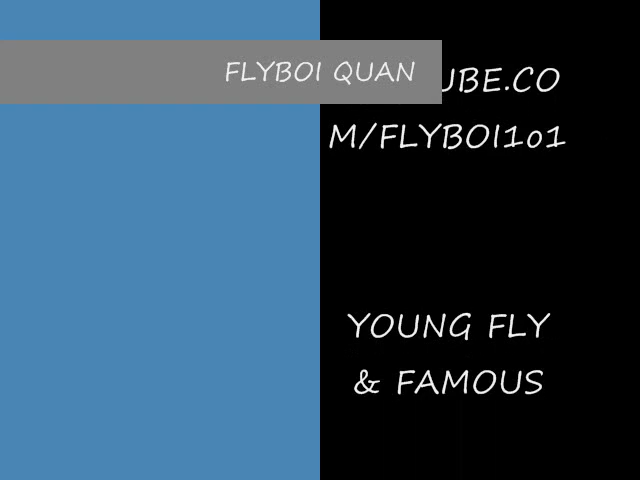 FLYBOI QUAN
UBE.CO
M/FLYBOI1o1
YOUNG FLY
& FAMOUS